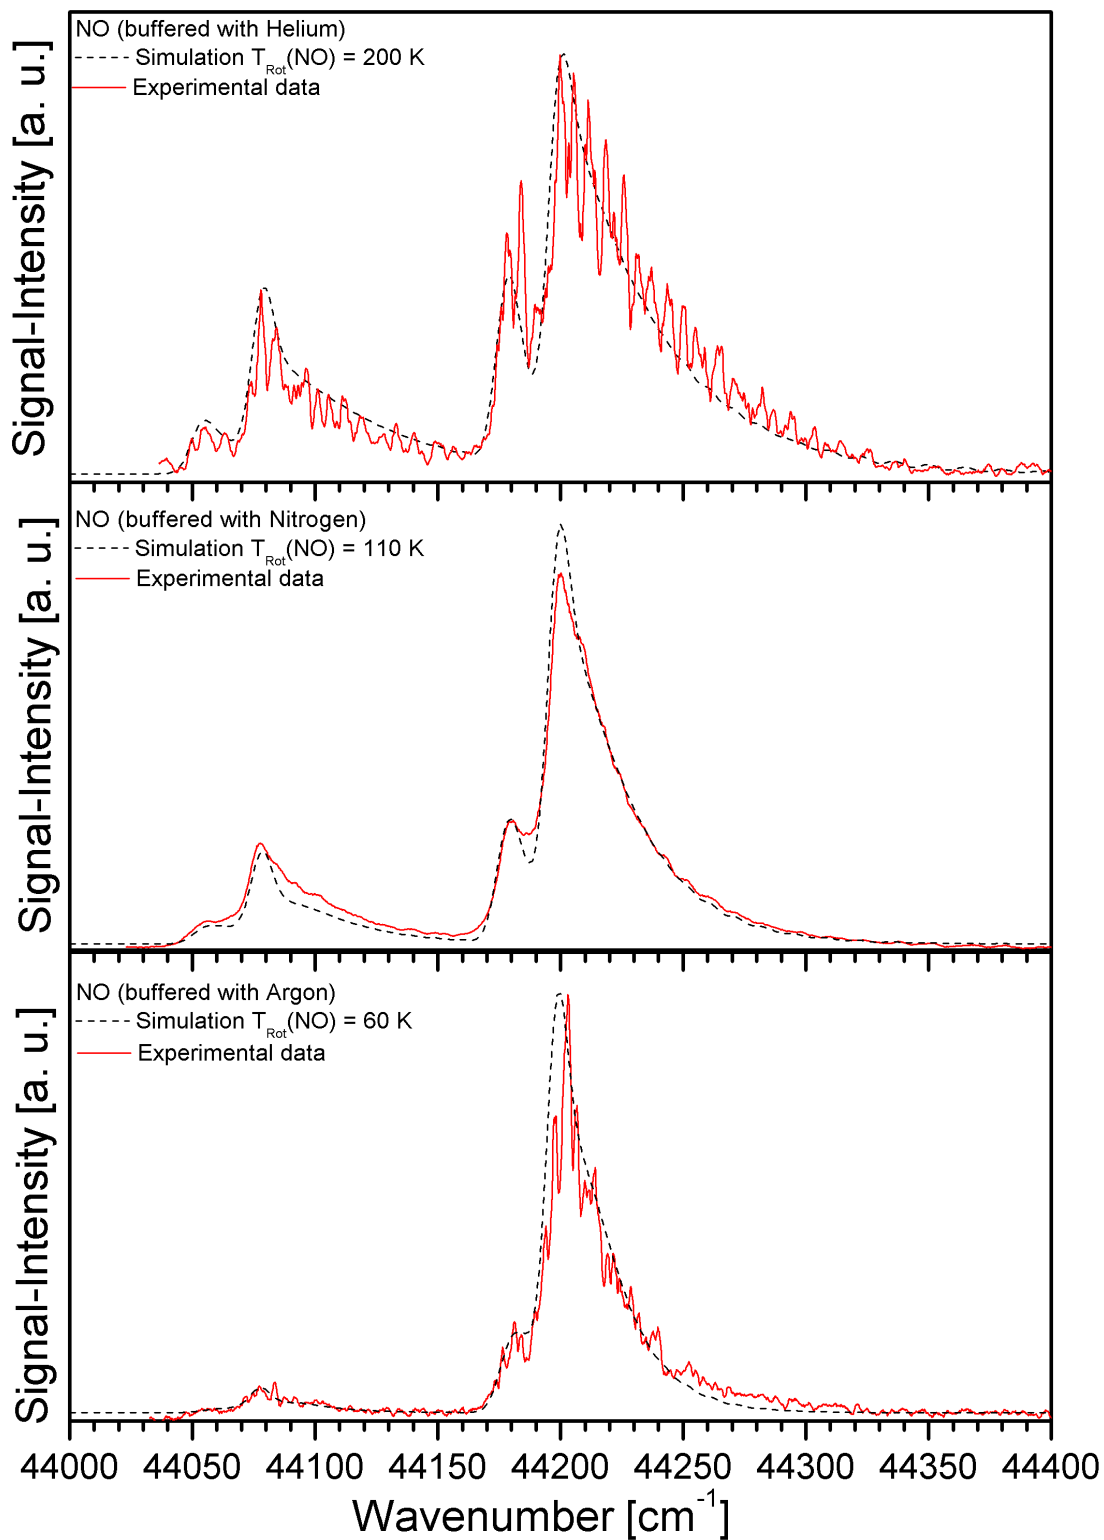 NO (buffered with Helium)
Simulation T_Rot(NO) = 200 K
Experimental data
Signal-Intensity [a. u.]
NO (buffered with Nitrogen)
Simulation T_Rot(NO) = 110 K
Experimental data
Signal-Intensity [a. u.]
NO (buffered with Argon)
Simulation T_Rot(NO) = 60 K
Experimental data
Signal-Intensity [a. u.]
44000 44050 44100 44150 44200 44250 44300 44350 44400
Wavenumber [cm⁻¹]